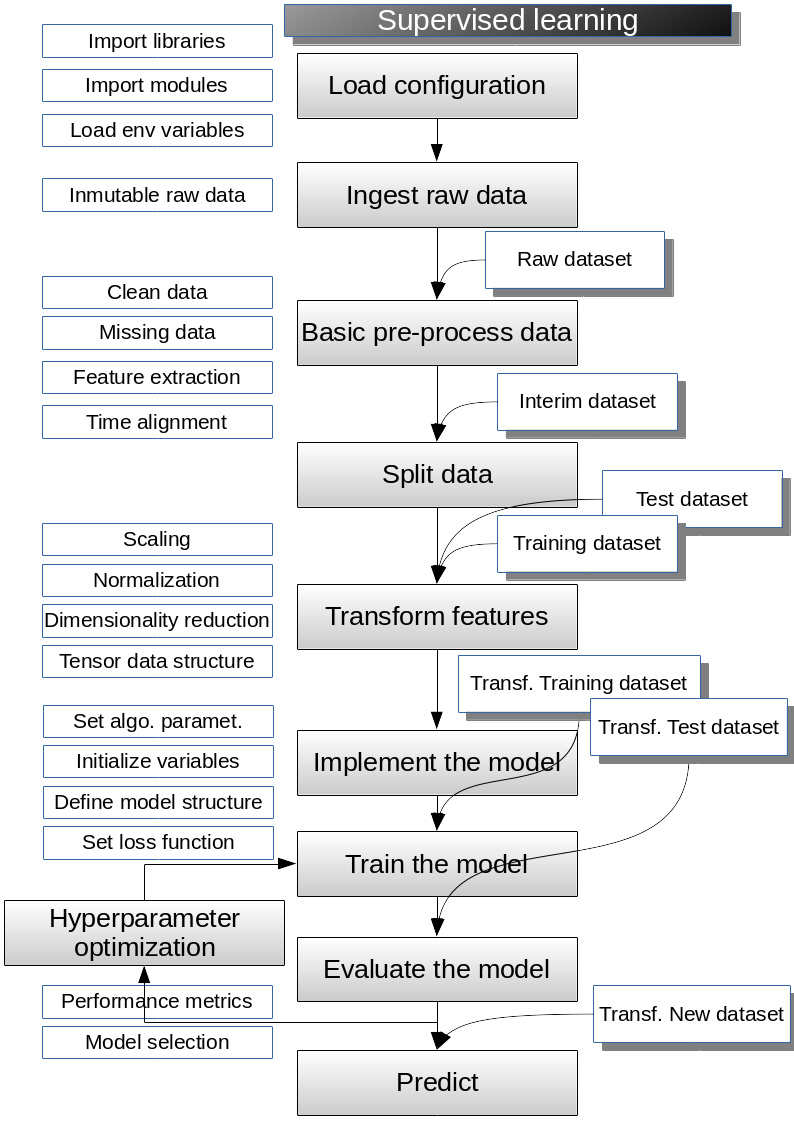 Supervised learning
Import libraries
Import modules
Load env variables
Load configuration
Inmutable raw data
Ingest raw data
Raw dataset
Clean data
Missing data
Feature extraction
Time alignment
Basic pre-process data
Interim dataset
Split data
Test dataset
Training dataset
Scaling
Normalization
Dimensionality reduction
Tensor data structure
Transform features
Transf. Training dataset
Transf. Test dataset
Set algo. paramet.
Initialize variables
Define model structure
Set loss function
Implement the model
Train the model
Hyperparameter
optimization
Evaluate the model
Performance metrics
Model selection
Transf. New dataset
Predict